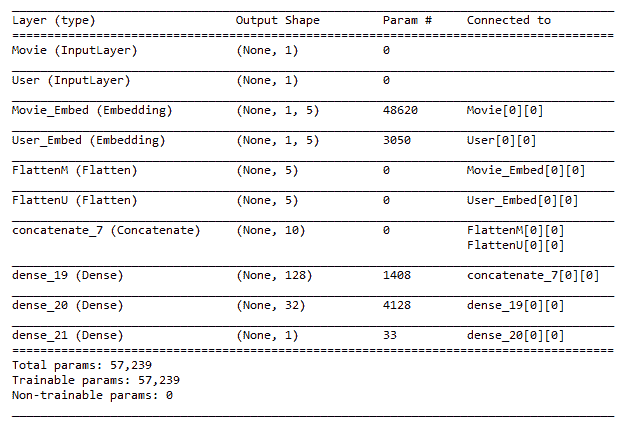 Layer (type) Output Shape Param # Connected to
Movie (InputLayer) (None, 1) 0
User (InputLayer) (None, 1) 0
Movie_Embed (Embedding) (None, 1, 5) 48620 Movie[0][0]
User_Embed (Embedding) (None, 1, 5) 3050 User[0][0]
FlattenM (Flatten) (None, 5) 0 Movie_Embed[0][0]
FlattenU (Flatten) (None, 5) 0 User_Embed[0][0]
concatenate_7 (Concatenate) (None, 10) 0 FlattenM[0][0]
FlattenU[0][0]
dense_19 (Dense) (None, 128) 1408 concatenate_7[0][0]
dense_20 (Dense) (None, 32) 4128 dense_19[0][0]
dense_21 (Dense) (None, 1) 33 dense_20[0][0]
Total params: 57,239
Trainable params: 57,239
Non-trainable params: 0